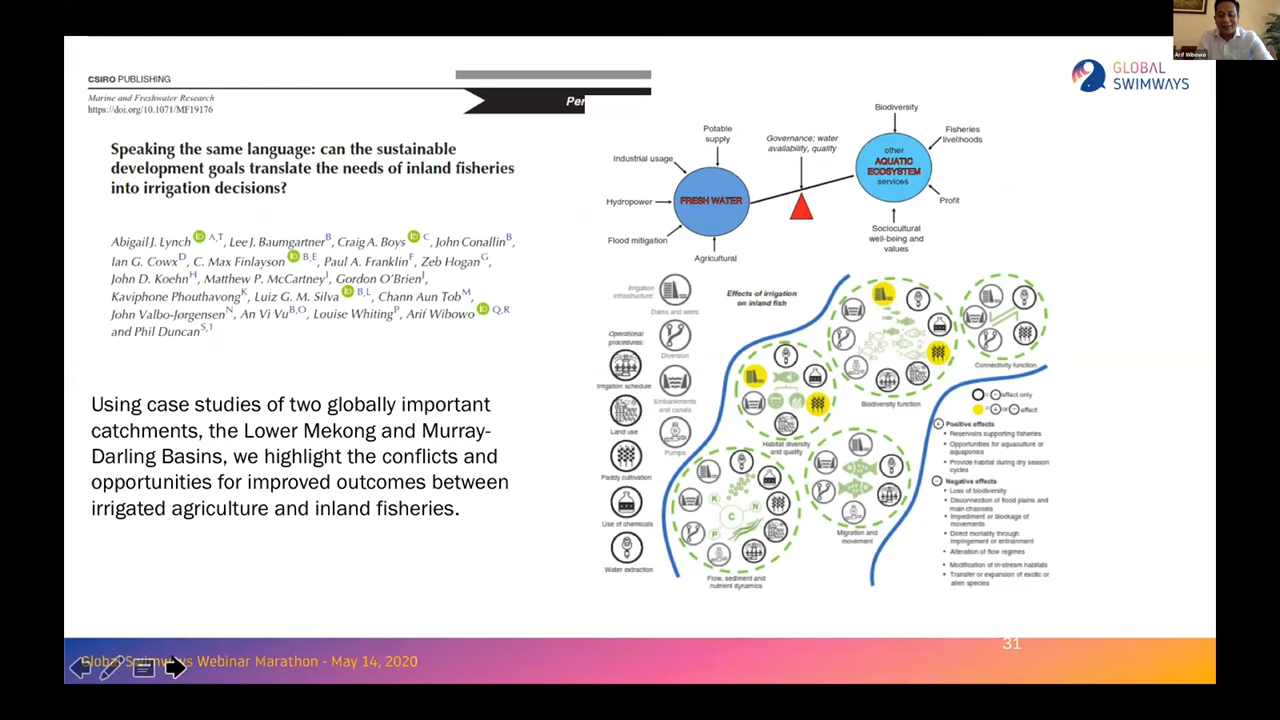 Arif Wibowo
GLOBAL
SWIMWAYS
CSIRO PUBLISHING
Marine and Freshwater Research
https://doi.org/10.1071/MF19176
Per
Speaking the same language: can the sustainable
development goals translate the needs of inland fisheries
into irrigation decisions?
Abigail J. Lynch A,T, Lee J. Baumgartner B, Craig A. Boys C, John Conallin B,
Ian G. Cowx D, C. Max Finlayson B,E, Paul A. Franklin F, Zeb Hogan G,
John D. Koehn H, Matthew P. McCartney I, Gordon O'Brien J,
Kaviphone Phouthavong K, Luiz G. M. Silva B,L, Chann Aun Tob M,
John Valbo-Jørgensen N, An Vi Vu B,O, Louise Whiting P, Arif Wibowo Q,R
and Phil Duncan S,1
Using case studies of two globally important
catchments, the Lower Mekong and Murray-
Darling Basins, we highlight the conflicts and
opportunities for improved outcomes between
irrigated agriculture and inland fisheries.
Potable
supply
Industrial usage
Hydropower
Flood mitigation
Agricultural
FRESH WATER
Governance; water
availability, quality
Biodiversity
Fisheries
livelihoods
other
AQUATIC
ECOSYSTEM
services
Profit
Sociocultural
well-being and
values
Irrigation
infrastructure:
Dams and weirs
Diversion
Embankments
and canals
Pumps
Operational
procedures:
Irrigation schedule
Land use
Paddy cultivation
Use of chemicals
Water extraction
Effects of irrigation
on inland fish
Connectivity function
Biodiversity function
Habitat diversity
and quality
Migration and
movement
K
N
C
P
Flow, sediment and
nutrient dynamics
= - effect only
= + or - effect
+ Positive effects
• Reservoirs supporting fisheries
• Opportunities for aquaculture or
aquaponics
• Provide habitat during dry season
cycles
- Negative effects
• Loss of biodiversity
• Disconnection of flood plains and
main channels
• Impediment or blockage of
movements
• Direct mortality through
impingement or entrainment
• Alteration of flow regimes
• Modification of in-stream habitats
• Transfer or expansion of exotic or
alien species
31
Global Swimways Webinar Marathon - May 14, 2020